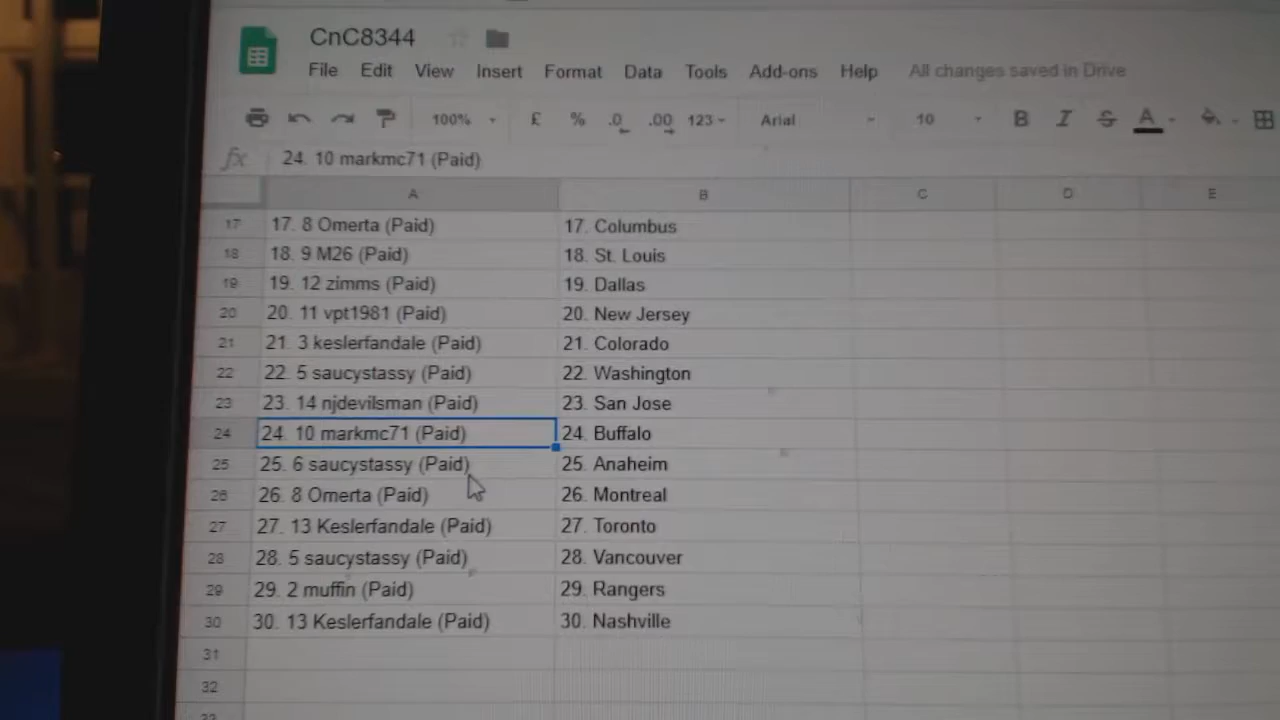 CnC8344
File Edit View Insert Format Data Tools Add-ons Help All changes saved in Drive
100% £ % .0 .00 123 Arial 10 B I S A
fx 24. 10 markmc71 (Paid)
A B C D E
17 17. 8 Omerta (Paid) 17. Columbus
18 18. 9 M26 (Paid) 18. St. Louis
19 19. 12 zimms (Paid) 19. Dallas
20 20. 11 vpt1981 (Paid) 20. New Jersey
21 21. 3 keslerfandale (Paid) 21. Colorado
22 22. 5 saucystassy (Paid) 22. Washington
23 23. 14 njdevilsman (Paid) 23. San Jose
24 24. 10 markmc71 (Paid) 24. Buffalo
25 25. 6 saucystassy (Paid) 25. Anaheim
26 26. 8 Omerta (Paid) 26. Montreal
27 27. 13 Keslerfandale (Paid) 27. Toronto
28 28. 5 saucystassy (Paid) 28. Vancouver
29 29. 2 muffin (Paid) 29. Rangers
30 30. 13 Keslerfandale (Paid) 30. Nashville
31
32
33